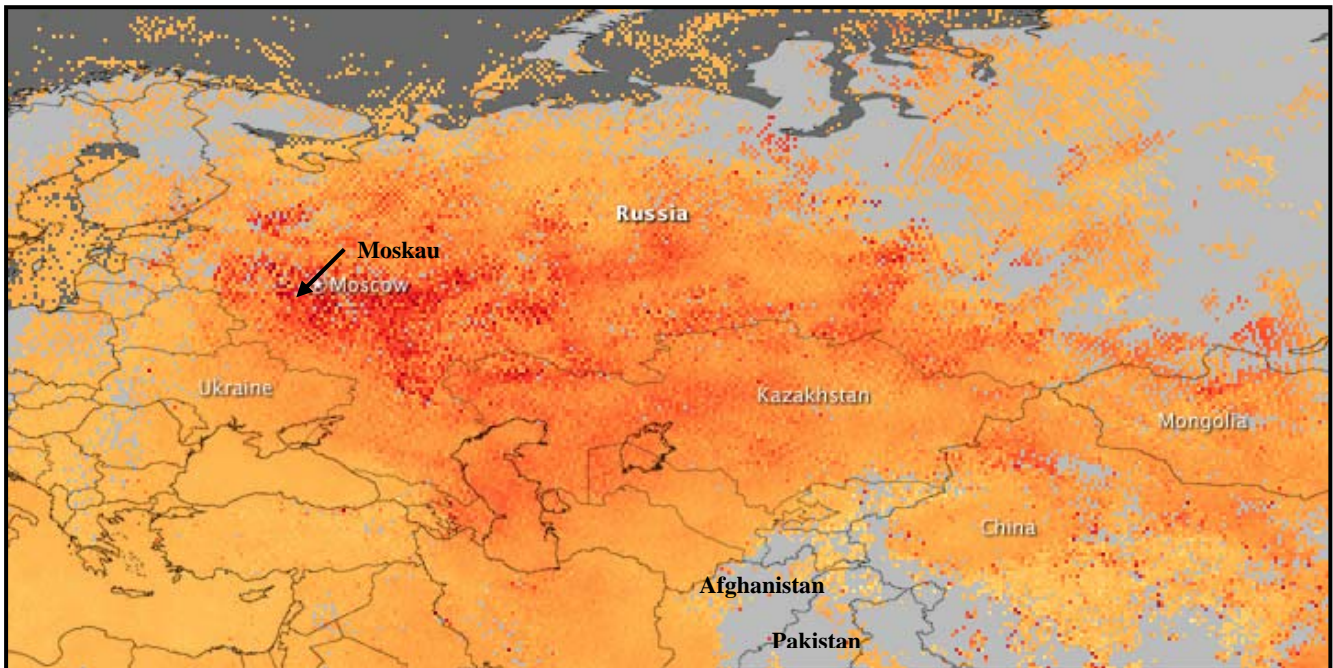 Russia
Moskau
Moscow
Ukraine
Kazakhstan
Mongolia
China
Afghanistan
Pakistan